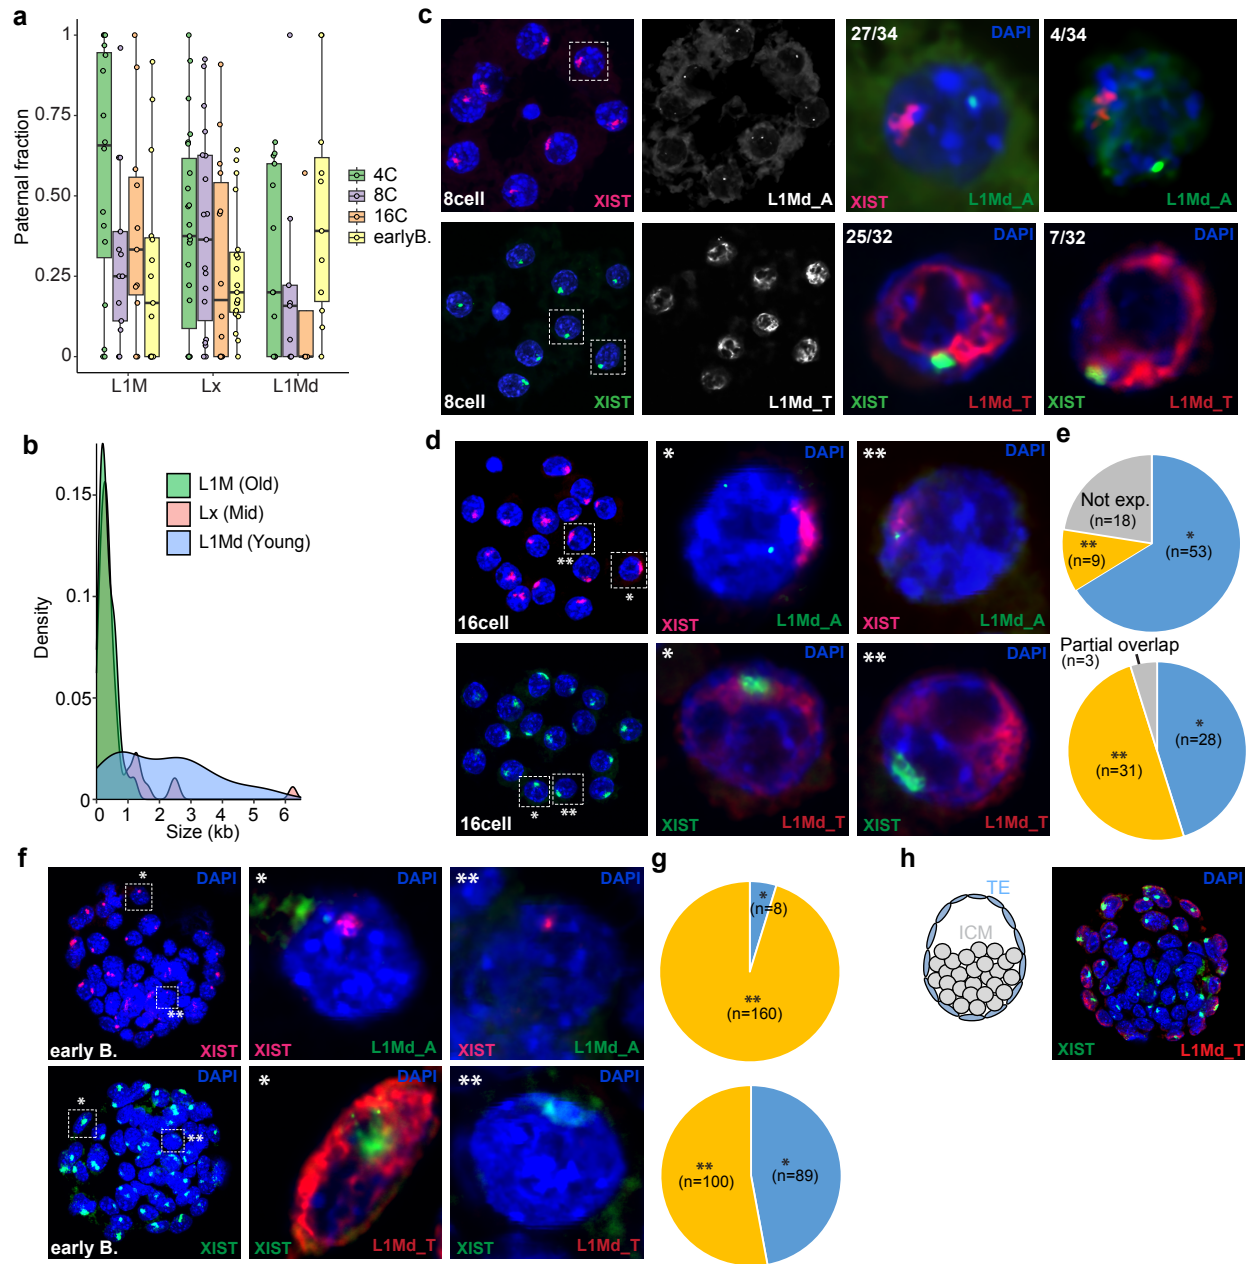 a
Paternal fraction
1
0.75
0.50
0.25
0
L1M
Lx
L1Md
4C
8C
16C
earlyB.
b
Density
0.15
0.1
0.05
0
0 1 2 3 4 5 6
Size (kb)
L1M (Old)
Lx (Mid)
L1Md (Young)
c
8cell
XIST
L1Md_A
27/34
DAPI
XIST
L1Md_A
4/34
DAPI
L1Md_A
8cell
XIST
L1Md_T
25/32
DAPI
XIST
L1Md_T
7/32
DAPI
XIST
L1Md_T
d
**
*
16cell
*
DAPI
XIST
L1Md_A
**
DAPI
XIST
L1Md_A
* **
16cell
*
DAPI
XIST
L1Md_T
**
DAPI
XIST
L1Md_T
e
Not exp.
(n=18)
**
(n=9)
*
(n=53)
Partial overlap
(n=3)
*
(n=28)
**
(n=31)
f
*
DAPI
**
early B.
XIST
*
DAPI
XIST
L1Md_A
**
DAPI
XIST
L1Md_A
*
DAPI
**
early B.
XIST
*
DAPI
XIST
L1Md_T
**
DAPI
XIST
L1Md_T
g
*
(n=8)
**
(n=160)
**
(n=100)
*
(n=89)
h
TE
ICM
DAPI
XIST
L1Md_T